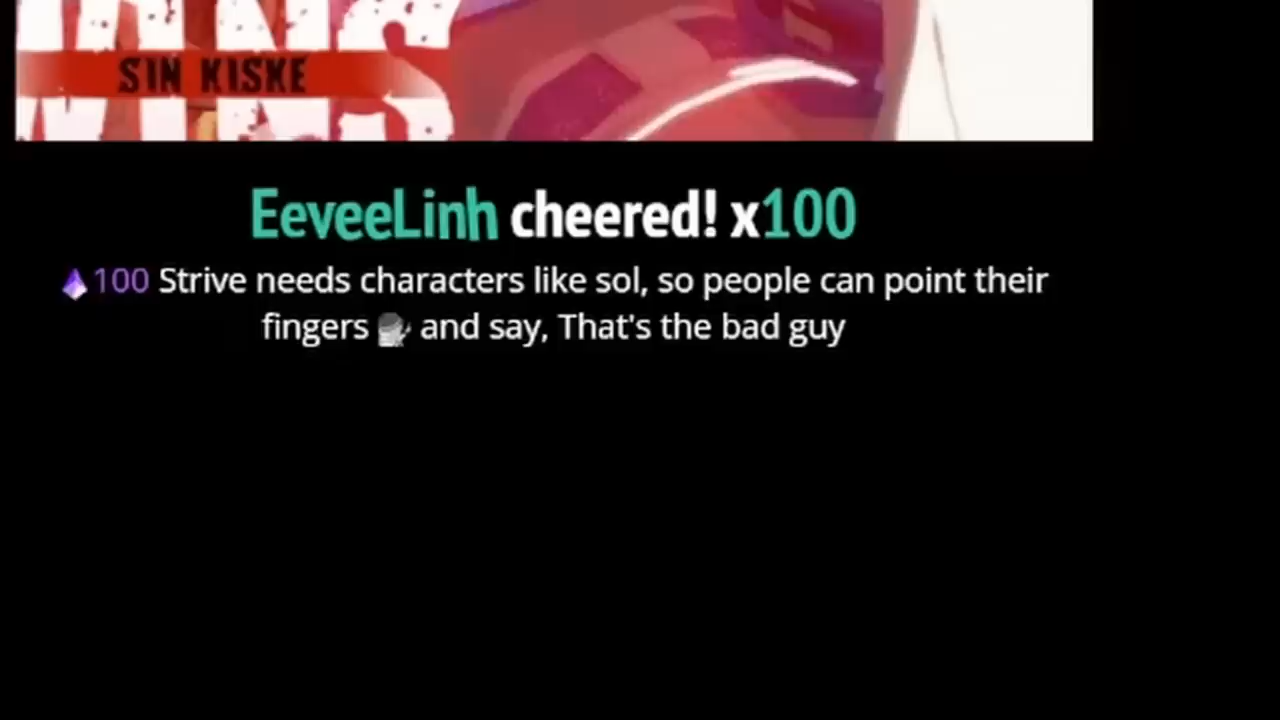 SIN KISKE
WINS
EeveeLinh cheered! x100
100 Strive needs characters like sol, so people can point their
fingers and say, That's the bad guy